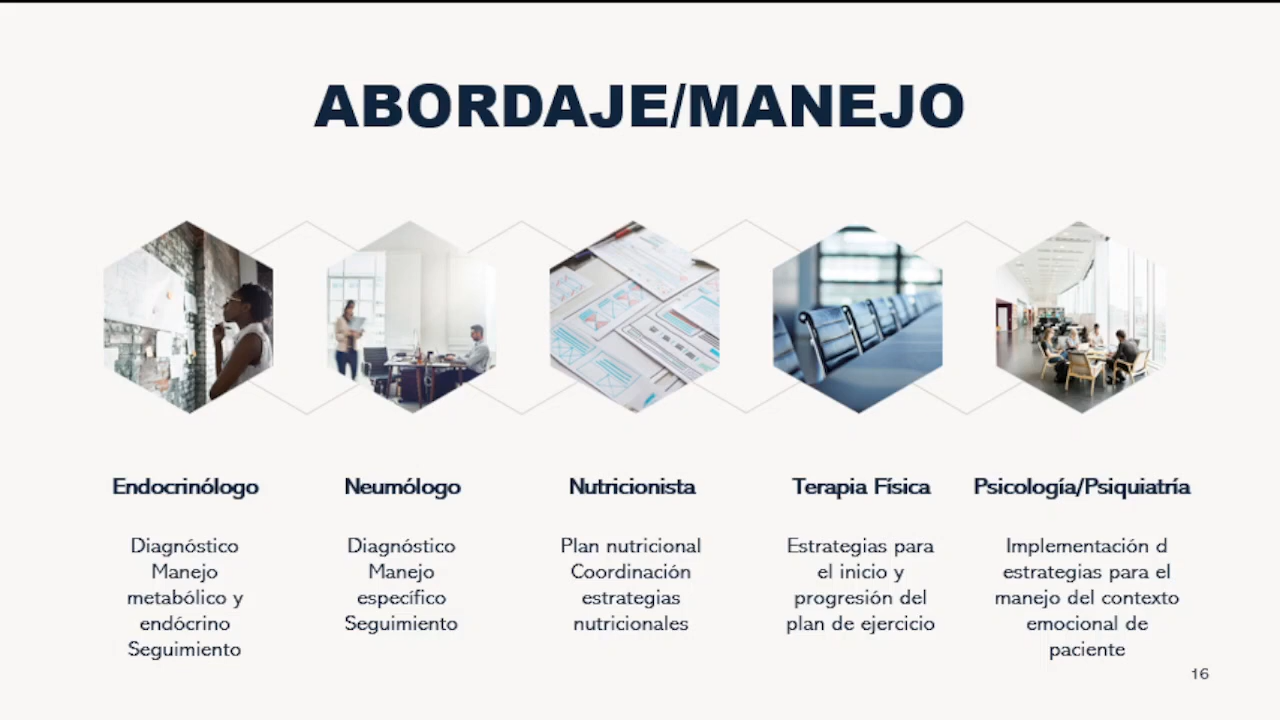 ABORDAJE/MANEJO
Endocrinólogo
Diagnóstico
Manejo
metabólico y
endócrino
Seguimiento
Neumólogo
Diagnóstico
Manejo
específico
Seguimiento
Nutricionista
Plan nutricional
Coordinación
estrategias
nutricionales
Terapia Física
Estrategias para
el inicio y
progresión del
plan de ejercicio
Psicología/Psiquiatría
Implementación d
estrategias para el
manejo del contexto
emocional de
paciente
16